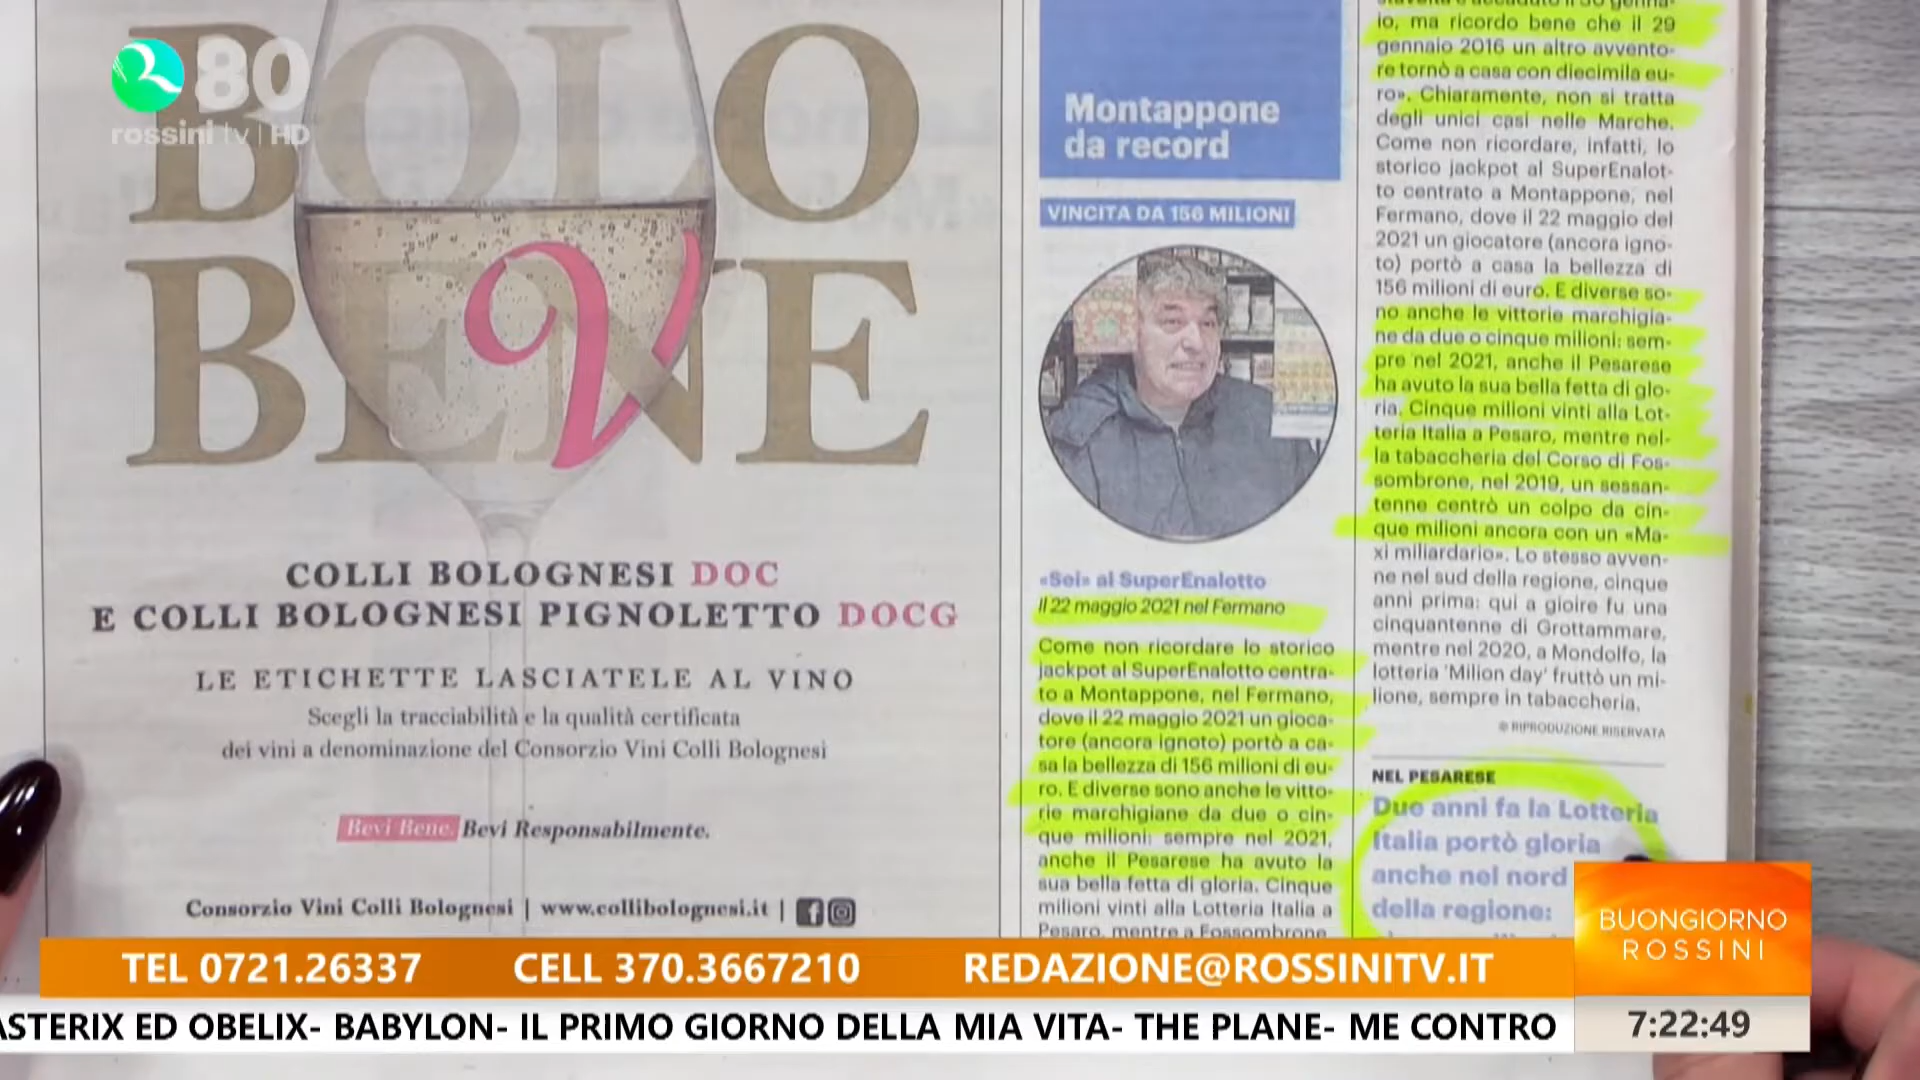 80
rossini tv | HD
BOLO
BENE
COLLI BOLOGNESI DOC
E COLLI BOLOGNESI PIGNOLETTO DOCG
LE ETICHETTE LASCIATELE AL VINO
Scegli la tracciabilità e la qualità certificata
dei vini a denominazione del Consorzio Vini Colli Bolognesi
Bevi Bene. Bevi Responsabilmente.
Consorzio Vini Colli Bolognesi | www.collibolognesi.it |
Montappone
da record
VINCITA DA 156 MILIONI
«Sei» al SuperEnalotto
il 22 maggio 2021 nel Fermano
Come non ricordare lo storico
jackpot al SuperEnalotto centra-
to a Montappone, nel Fermano,
dove il 22 maggio 2021 un gioca-
tore (ancora ignoto) portò a ca-
sa la bellezza di 156 milioni di eu-
ro. E diverse sono anche le vitto-
rie marchigiane da due o cin-
que milioni: sempre nel 2021,
anche il Pesarese ha avuto la
sua bella fetta di gloria. Cinque
milioni vinti alla Lotteria Italia a
Pesaro, mentre a Fossombrone
io, ma ricordo bene che il 29
gennaio 2016 un altro avvento-
re tornò a casa con diecimila eu-
ro». Chiaramente, non si tratta
degli unici casi nelle Marche.
Come non ricordare, infatti, lo
storico jackpot al SuperEnalot-
to centrato a Montappone, nel
Fermano, dove il 22 maggio del
2021 un giocatore (ancora igno-
to) portò a casa la bellezza di
156 milioni di euro. E diverse so-
no anche le vittorie marchigia-
ne da due o cinque milioni: sem-
pre nel 2021, anche il Pesarese
ha avuto la sua bella fetta di glo-
ria. Cinque milioni vinti alla Lot-
teria Italia a Pesaro, mentre nel-
la tabaccheria del Corso di Fos-
sombrone, nel 2019, un sessan-
tenne centrò un colpo da cin-
que milioni ancora con un «Ma-
xi miliardario». Lo stesso avven-
ne nel sud della regione, cinque
anni prima: qui a gioire fu una
cinquantenne di Grottammare,
mentre nel 2020, a Mondolfo, la
lotteria 'Milion day' fruttò un mi-
lione, sempre in tabaccheria.
© RIPRODUZIONE RISERVATA
NEL PESARESE
Due anni fa la Lotteria
Italia portò gloria
anche nel nord
della regione:
BUONGIORNO
ROSSINI
TEL 0721.26337 CELL 370.3667210 REDAZIONE@ROSSINITV.IT
ASTERIX ED OBELIX- BABYLON- IL PRIMO GIORNO DELLA MIA VITA- THE PLANE- ME CONTRO
7:22:49